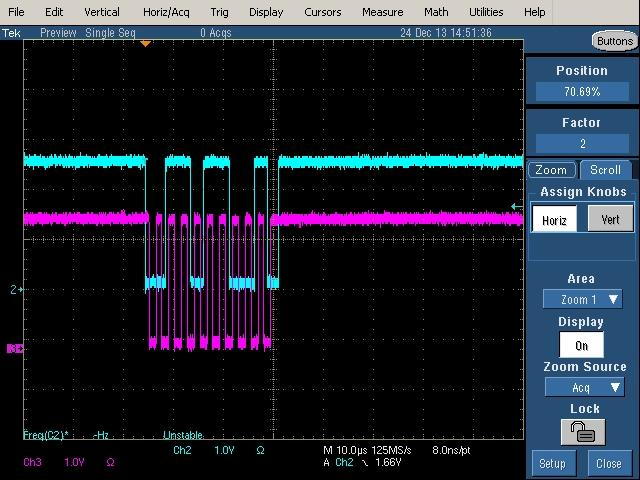 File Edit Vertical Horiz/Acq Trig Display Cursors Measure Math Utilities Help
Tek Preview Single Seq 0 Acqs 24 Dec 13 14:51:36
Buttons
Position
70.69%
Factor
2
Zoom Scroll
Assign Knobs
Horiz Vert
Area
Zoom 1
Display
On
Zoom Source
Acq
Lock
Setup Close
2
3
Freq(C2)* -Hz Unstable
Ch2 1.0V Ω M 10.0µs 125MS/s 8.0ns/pt
Ch3 1.0V Ω A Ch2 ∖ 1.66V